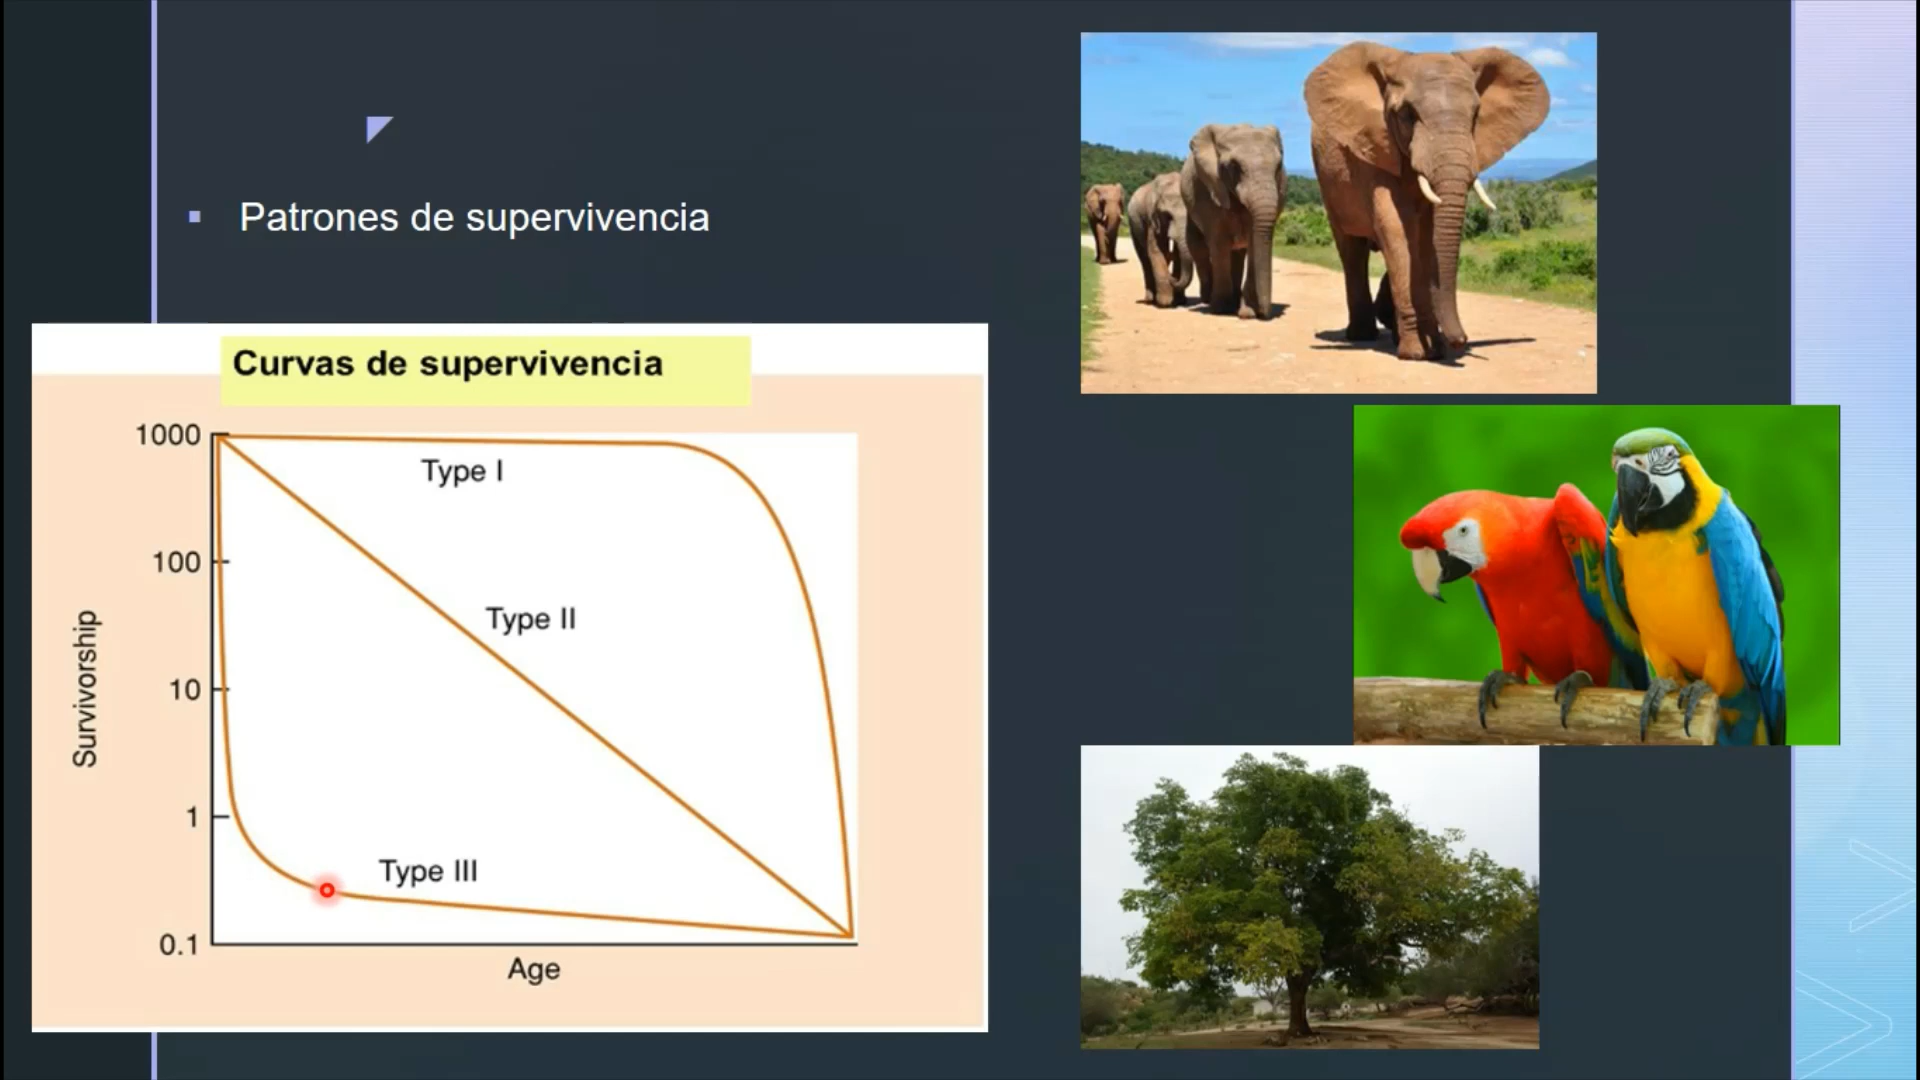 Patrones de supervivencia
Curvas de supervivencia
1000
Type I
100
Type II
Survivorship
10
1
Type III
0.1
Age